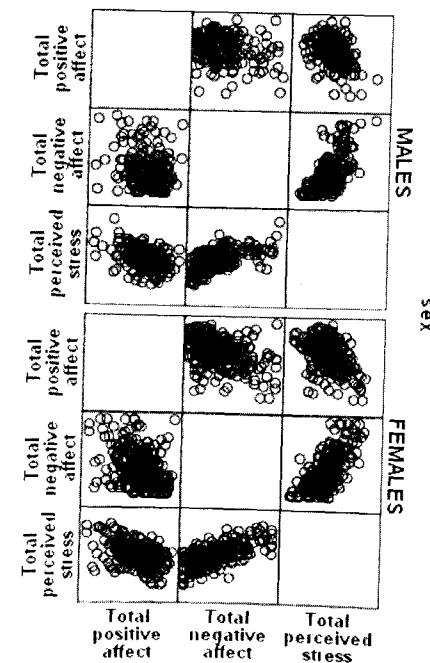 Total
positive
affect
Total
negative
affect
Total
perceived
stress
MALES
Total
positive
affect
Total
negative
affect
Total
perceived
stress
FEMALES
sex
Total
positive
affect
Total
negative
affect
Total
perceived
stress